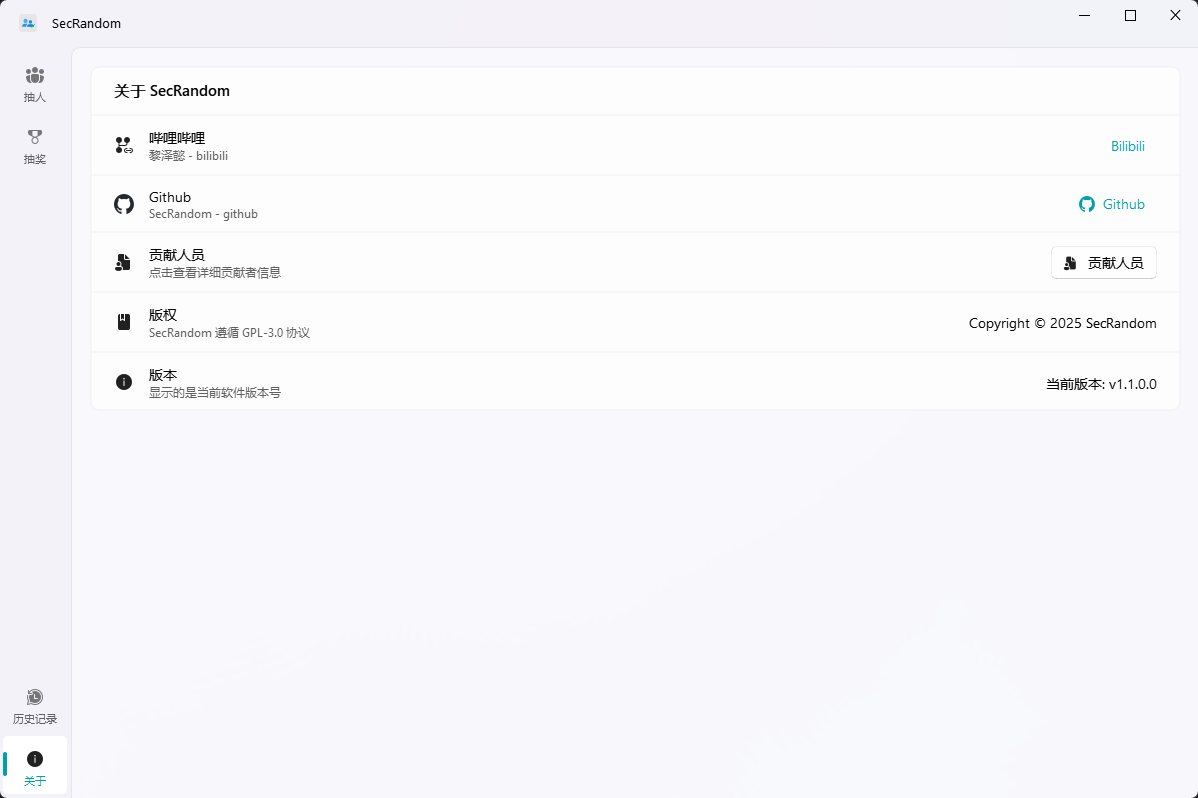 SecRandom
抽人
抽奖
关于 SecRandom
哔哩哔哩
黎泽懿 - bilibili
Bilibili
Github
SecRandom - github
Github
贡献人员
点击查看详细贡献者信息
贡献人员
版权
SecRandom 遵循 GPL-3.0 协议
Copyright © 2025 SecRandom
版本
显示的是当前软件版本号
当前版本: v1.1.0.0
历史记录
关于